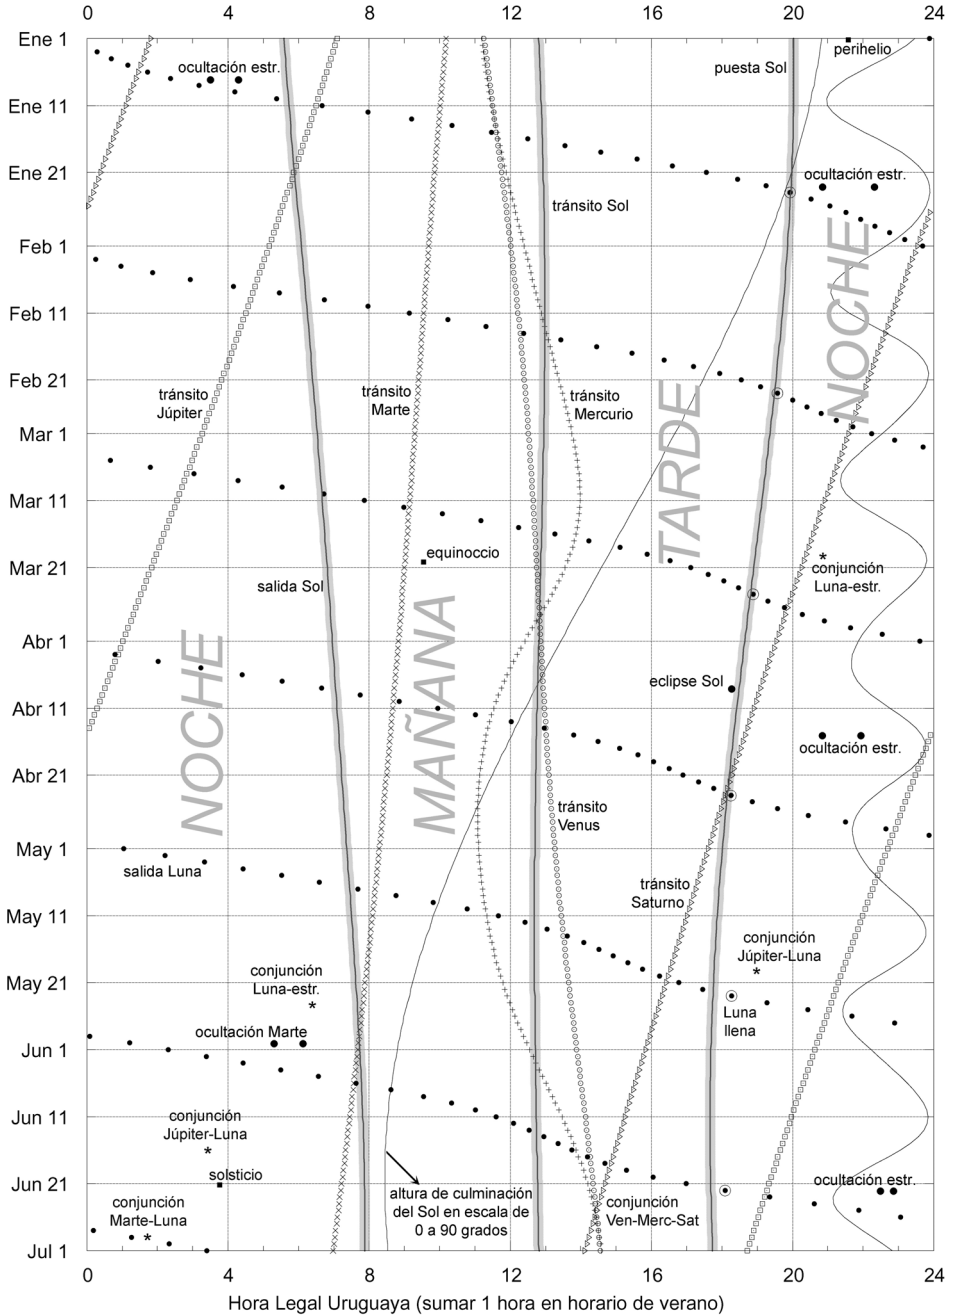 0 4 8 12 16 20 24
Ene 1
perihelio
ocultación estr.
puesta Sol
Ene 11
Ene 21
ocultación estr.
tránsito Sol
NOCHE
Feb 1
Feb 11
Feb 21
tránsito
Júpiter
tránsito
Marte
tránsito
Mercurio
TARDE
Mar 1
Mar 11
equinoccio
conjunción
Luna-estr.
Mar 21
salida Sol
NOCHE
MAÑANA
Abr 1
eclipse Sol
Abr 11
ocultación estr.
Abr 21
tránsito
Venus
May 1
salida Luna
tránsito
Saturno
May 11
conjunción
Júpiter-Luna
conjunción
Luna-estr.
May 21
Luna
llena
ocultación Marte
Jun 1
Jun 11
conjunción
Júpiter-Luna
solsticio
ocultación estr.
Jun 21
altura de culminación
del Sol en escala de
0 a 90 grados
conjunción
Ven-Merc-Sat
conjunción
Marte-Luna
Jul 1
0 4 8 12 16 20 24
Hora Legal Uruguaya (sumar 1 hora en horario de verano)